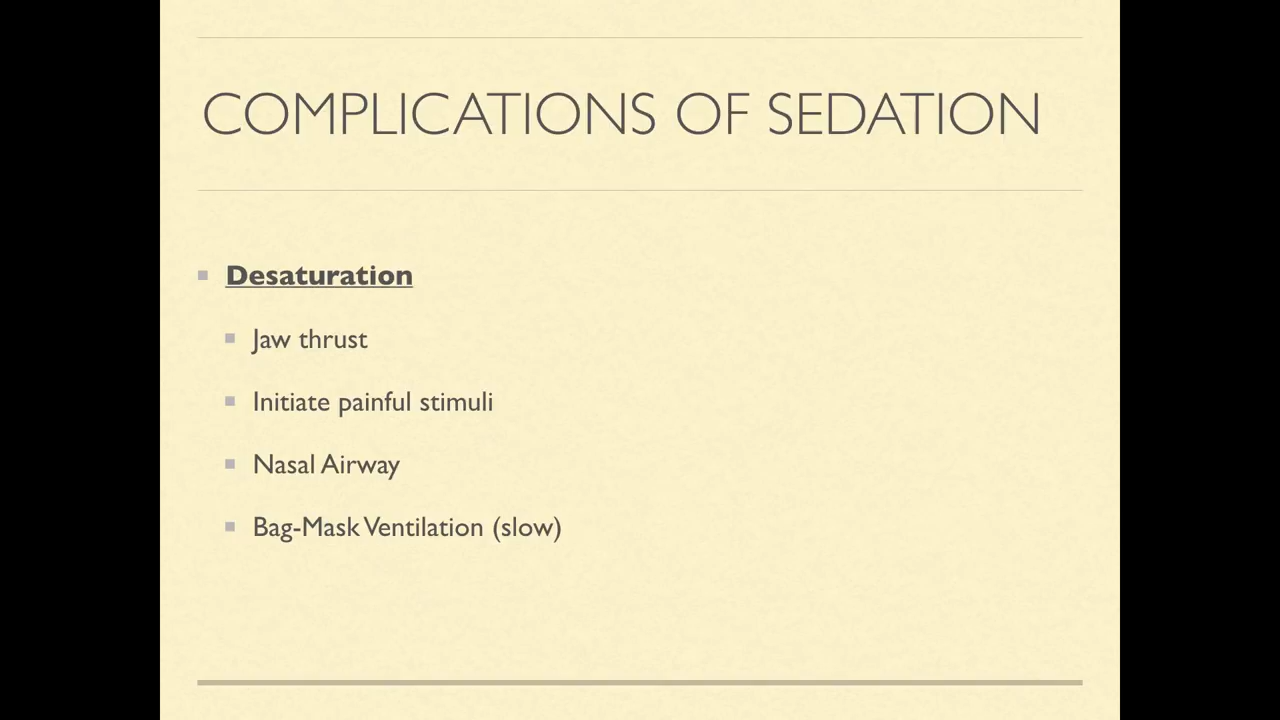 COMPLICATIONS OF SEDATION
Desaturation
Jaw thrust
Initiate painful stimuli
Nasal Airway
Bag-Mask Ventilation (slow)